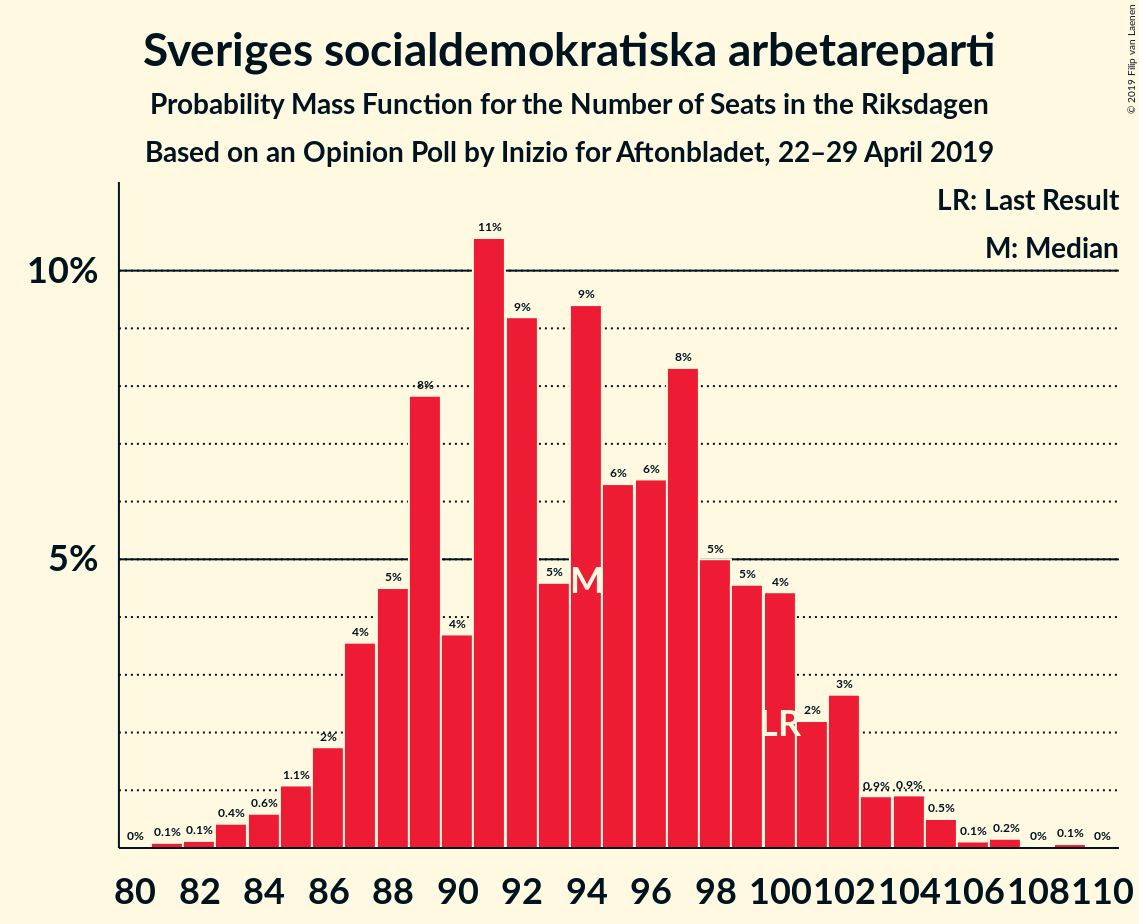 Sveriges socialdemokratiska arbetareparti
Probability Mass Function for the Number of Seats in the Riksdagen
Based on an Opinion Poll by Inizio for Aftonbladet, 22–29 April 2019
© 2019 Filip van Laenen
LR: Last Result
M: Median
10%
5%
0% 0.1% 0.1% 0.4% 0.6% 1.1% 2% 4% 5% 8% 4% 11% 9% 5% 9% 6% 6% 8% 5% 5% 4% 2% 3% 0.9% 0.9% 0.5% 0.1% 0.2% 0% 0.1% 0%
M
LR
80 82 84 86 88 90 92 94 96 98 100 102 104 106 108 110